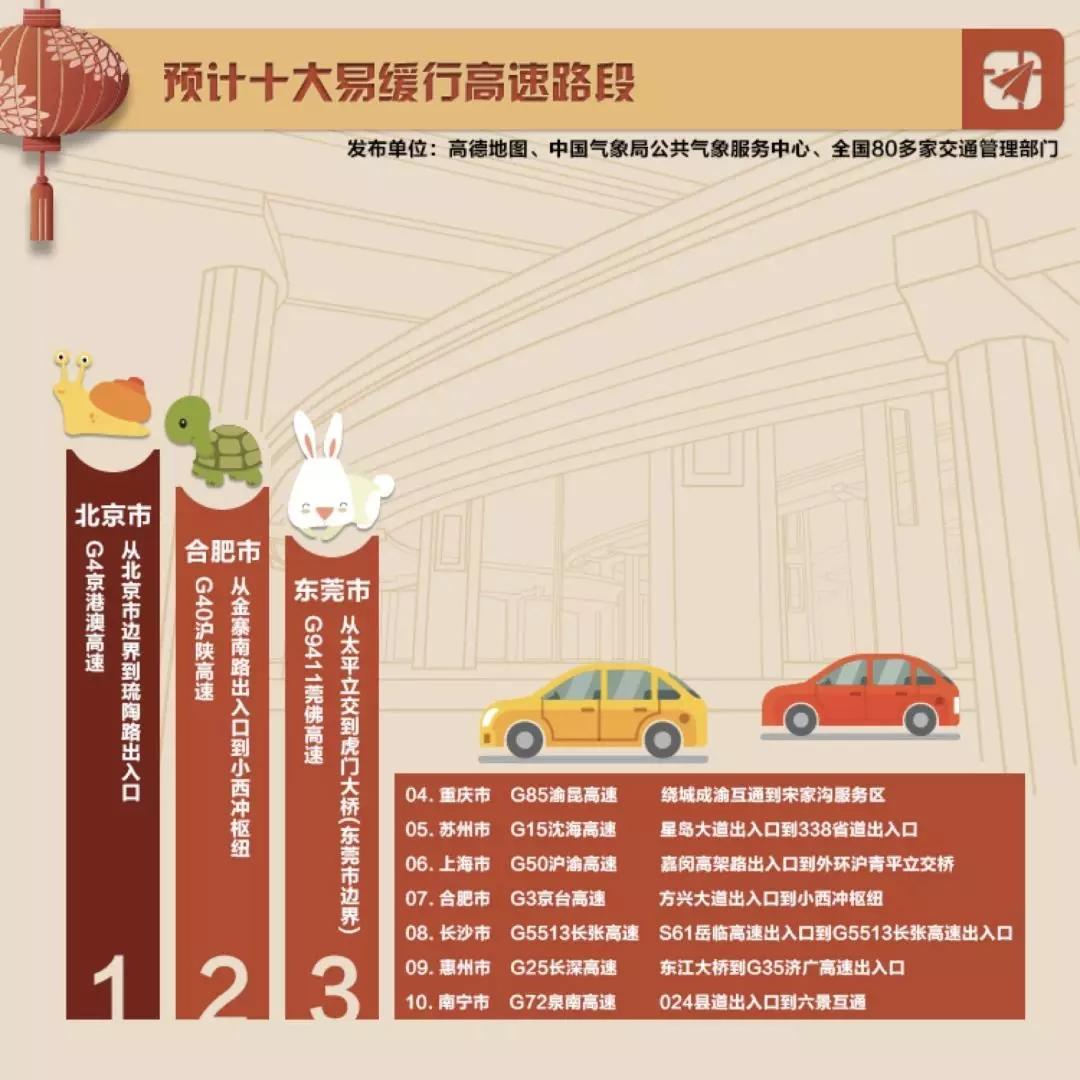 预计十大易缓行高速路段
发布单位：高德地图、中国气象局公共气象服务中心、全国80多家交通管理部门
北京市
G4京港澳高速
从北京市边界到琉陶路出入口
1
合肥市
G40沪陕高速
从金寨南路出入口到小西冲枢纽
2
东莞市
G9411莞佛高速
从太平立交到虎门大桥(东莞市边界)
3
04. 重庆市 G85渝昆高速 绕城成渝互通到宋家沟服务区
05. 苏州市 G15沈海高速 星岛大道出入口到338省道出入口
06. 上海市 G50沪渝高速 嘉闵高架路出入口到外环沪青平立交桥
07. 合肥市 G3京台高速 方兴大道出入口到小西冲枢纽
08. 长沙市 G5513长张高速 S61岳临高速出入口到G5513长张高速出入口
09. 惠州市 G25长深高速 东江大桥到G35济广高速出入口
10. 南宁市 G72泉南高速 024县道出入口到六景互通